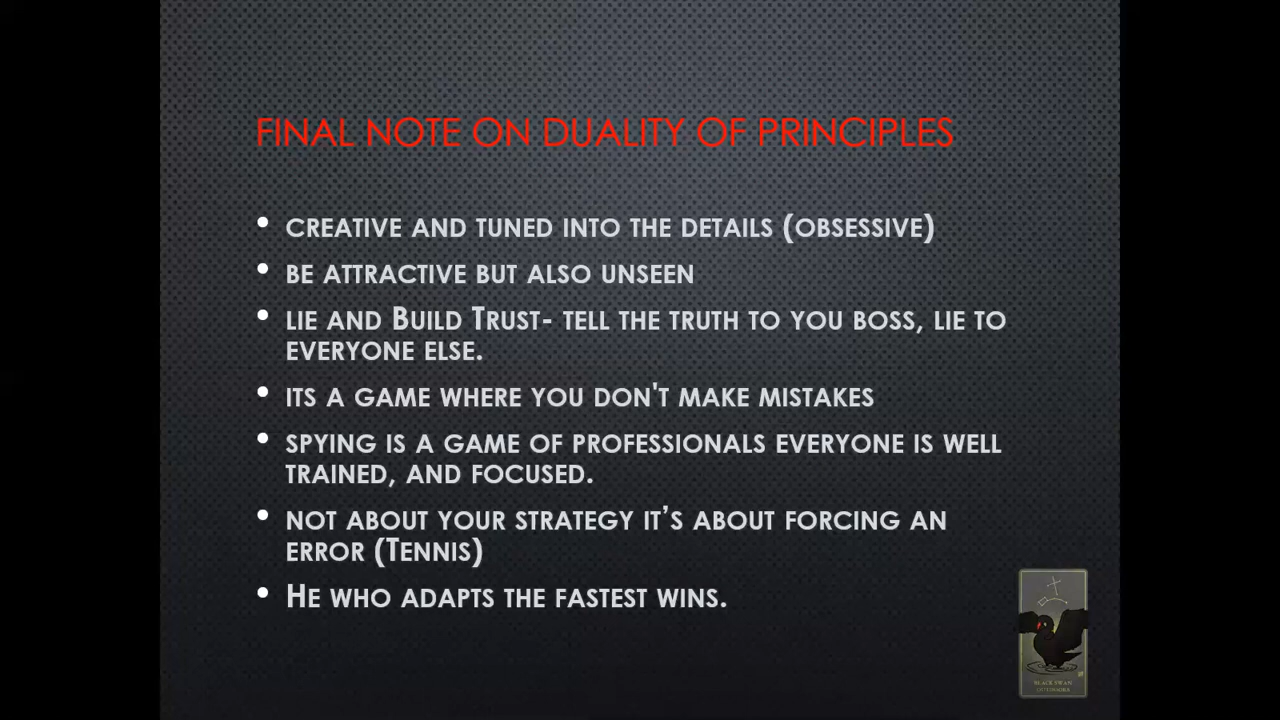 FINAL NOTE ON DUALITY OF PRINCIPLES
• CREATIVE AND TUNED INTO THE DETAILS (OBSESSIVE)
• BE ATTRACTIVE BUT ALSO UNSEEN
• LIE AND BUILD TRUST- TELL THE TRUTH TO YOU BOSS, LIE TO
EVERYONE ELSE.
• ITS A GAME WHERE YOU DON'T MAKE MISTAKES
• SPYING IS A GAME OF PROFESSIONALS EVERYONE IS WELL
TRAINED, AND FOCUSED.
• NOT ABOUT YOUR STRATEGY IT’S ABOUT FORCING AN
ERROR (TENNIS)
• HE WHO ADAPTS THE FASTEST WINS.
BLACK SWAN